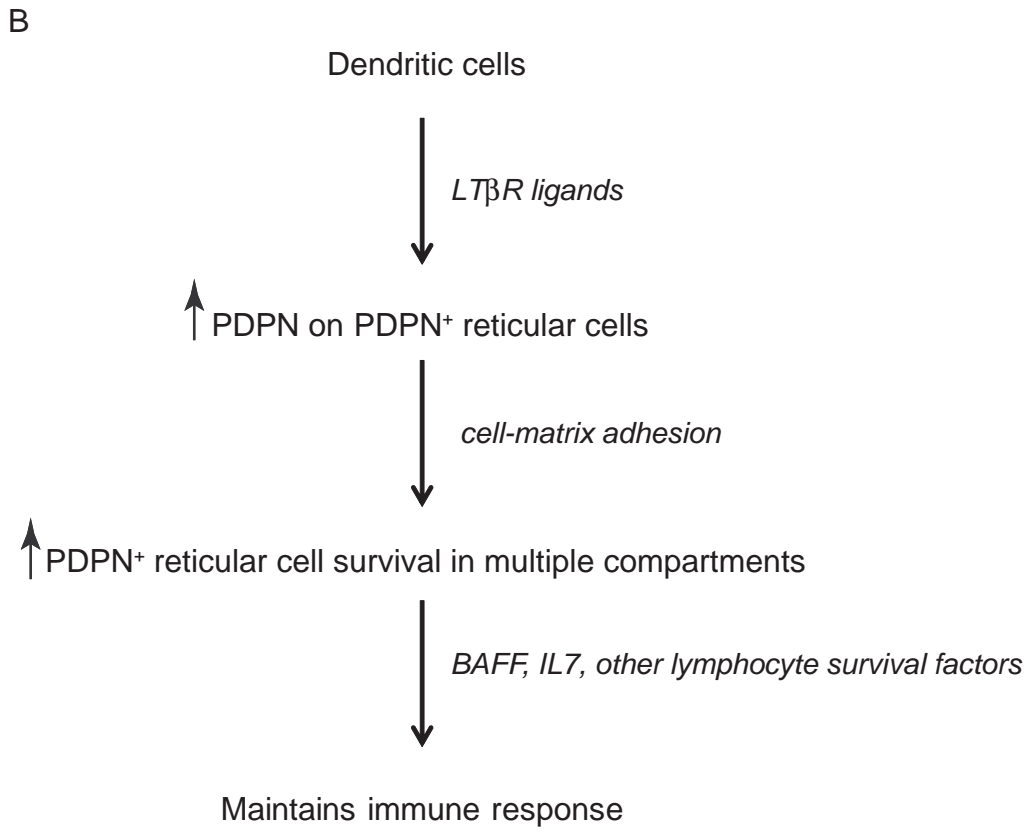 B
Dendritic cells
LTβR ligands
PDPN on PDPN⁺ reticular cells
cell-matrix adhesion
PDPN⁺ reticular cell survival in multiple compartments
BAFF, IL7, other lymphocyte survival factors
Maintains immune response